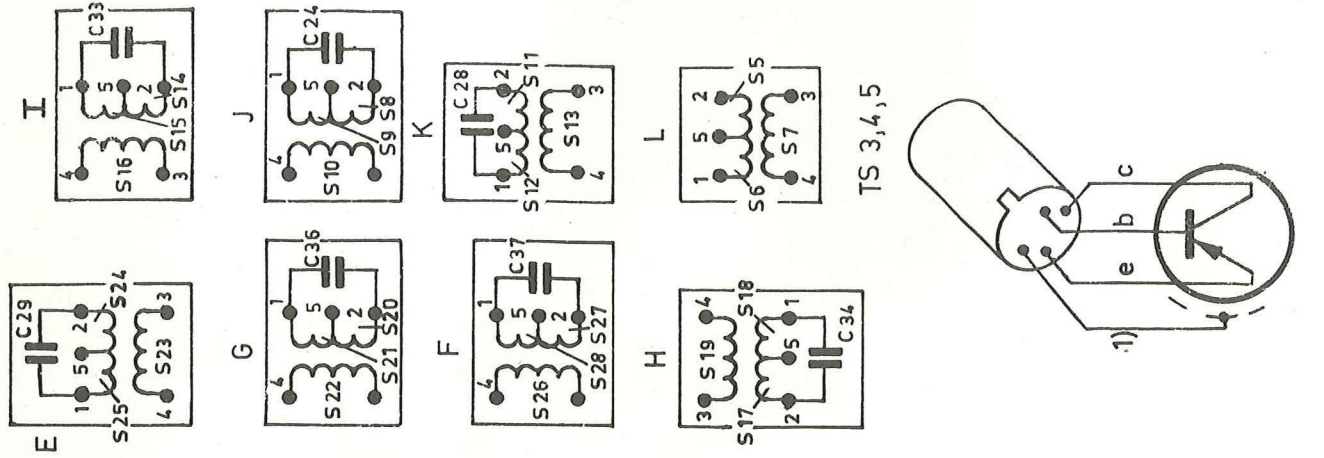 I
C33
1
5
2
S14
S15
4
S16
3
J
C24
1
5
2
S8
S9
4
S10
K
C28
2
S11
5
1
S12
S13
4
3
L
2
S5
5
1
S6
S7
4
3
TS 3,4,5
E
C29
S24
2
5
1
S25
S23
4
3
G
C36
1
5
2
S20
S21
4
S22
F
C37
1
5
2
S27
S28
4
S26
H
4
S18
S19
3
1
5
S17
2
C34
c
b
e
1)